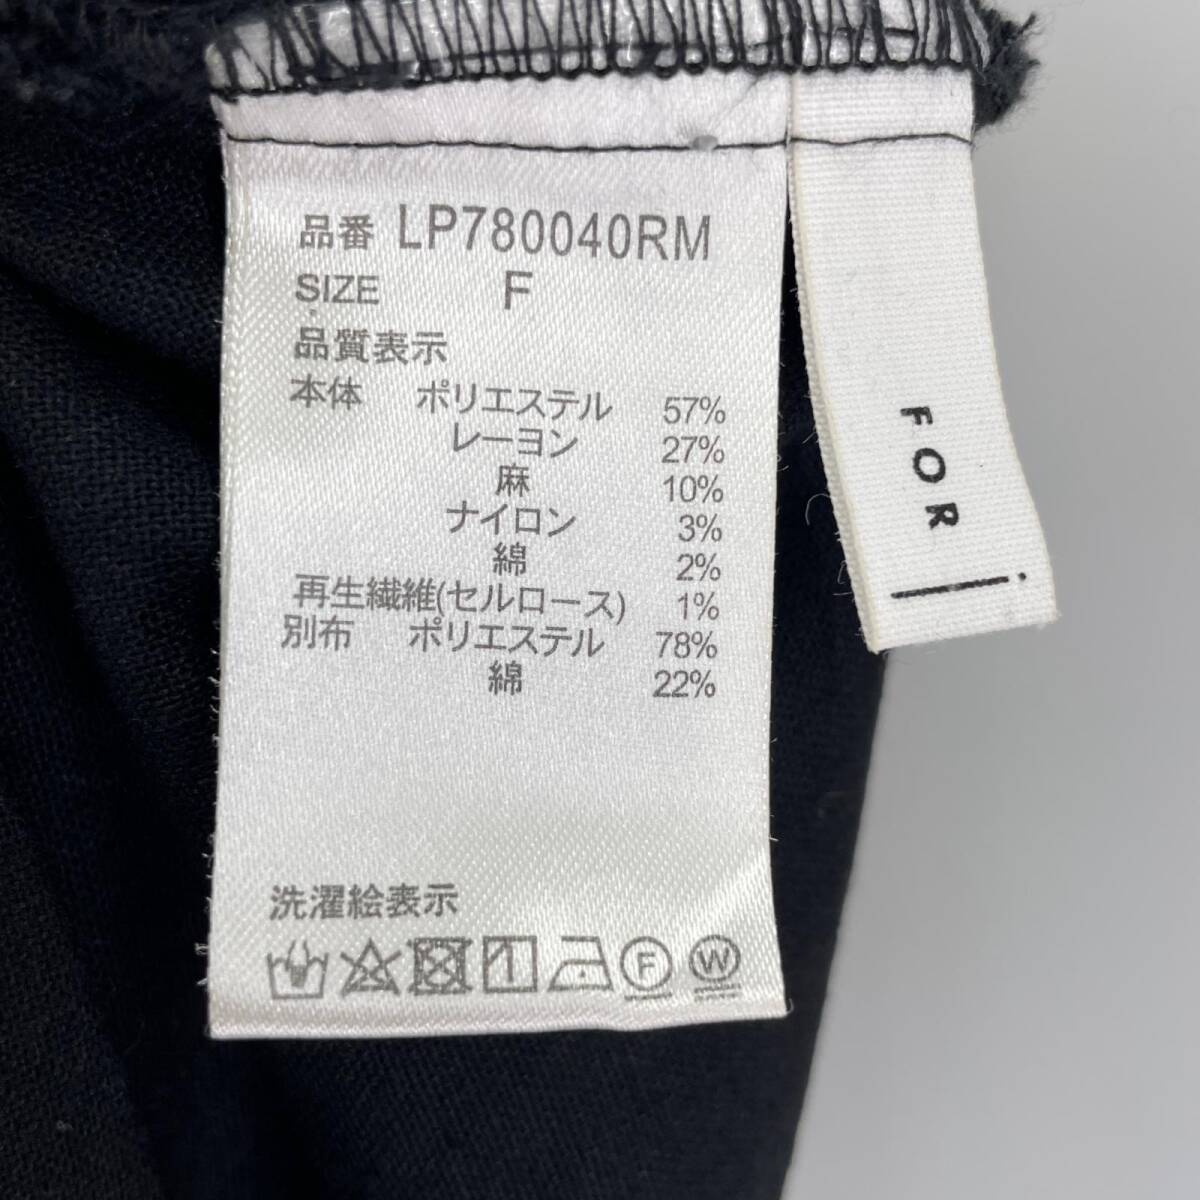 品番 LP780040RM
SIZE F
品質表示
本体 ポリエステル 57%
レーヨン 27%
麻 10%
ナイロン 3%
綿 2%
再生繊維(セルロース) 1%
別布 ポリエステル 78%
綿 22%
洗濯絵表示
F
W
FOR